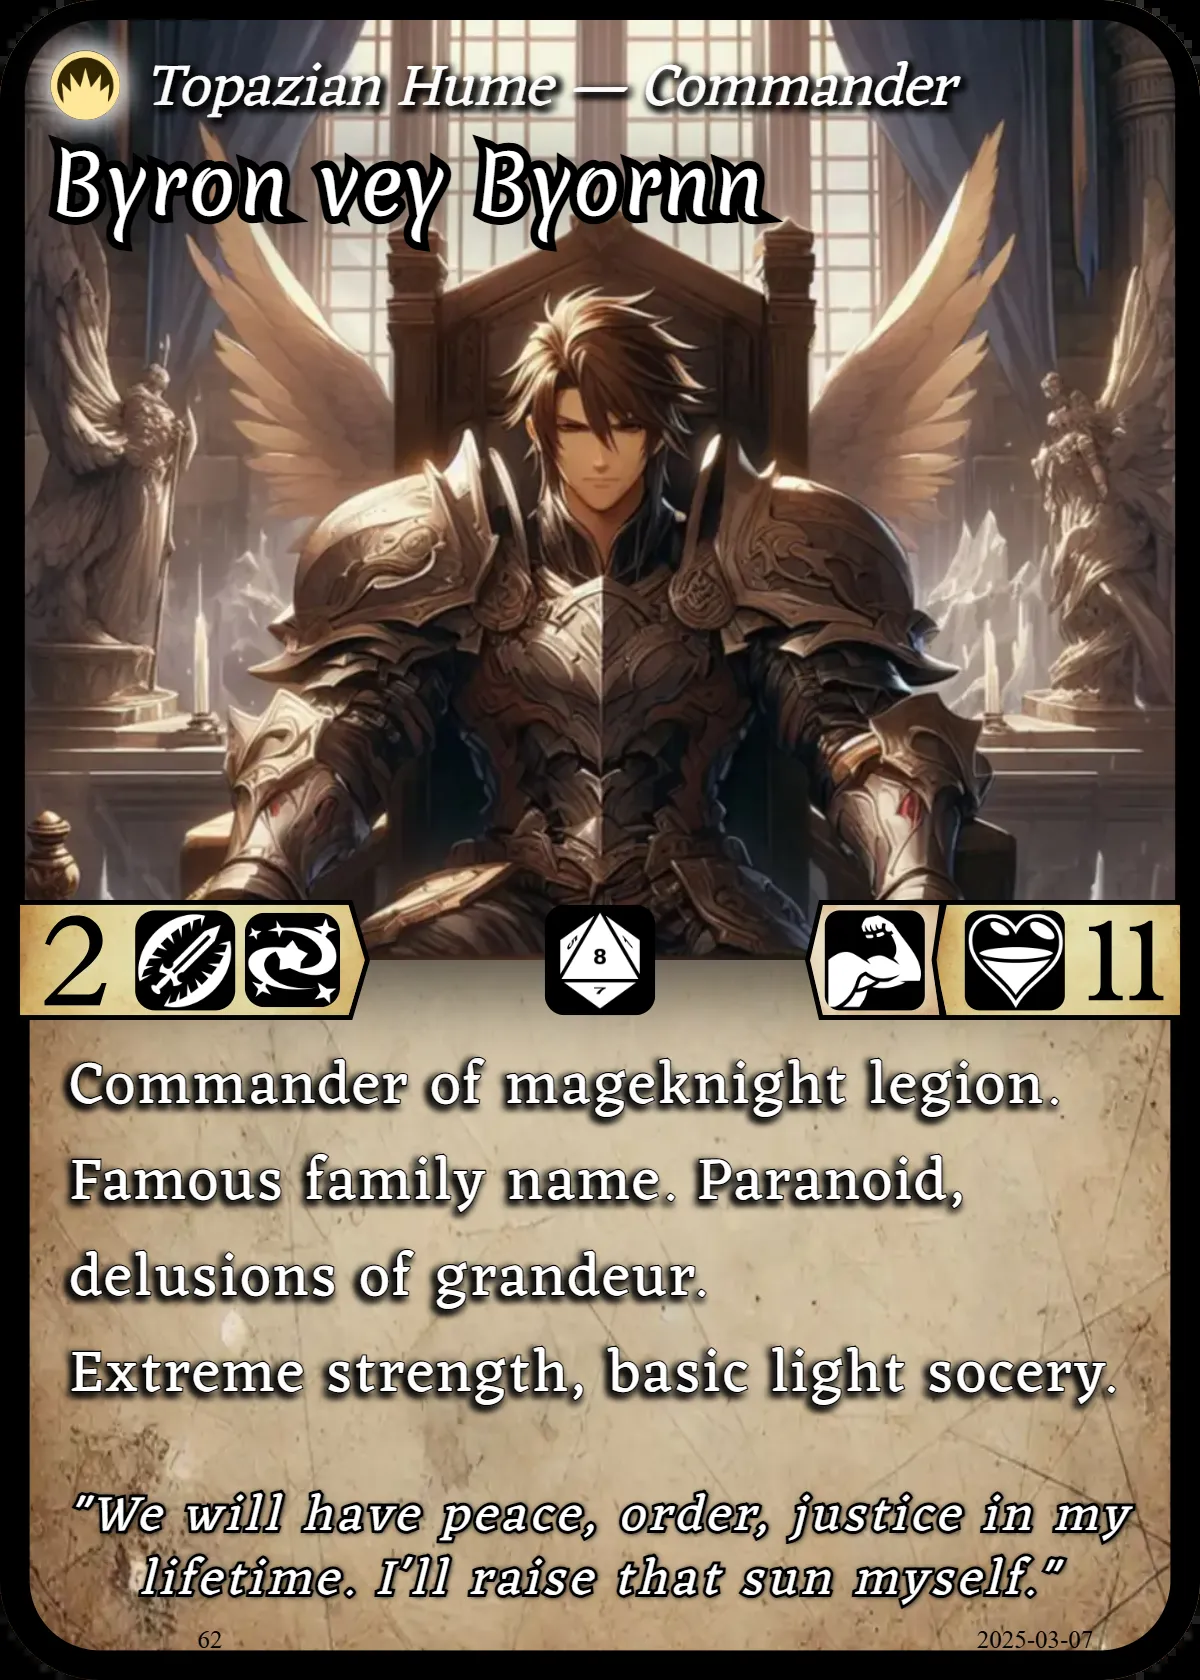 Topazian Hume — Commander
Byron vey Byornn
2
8
7
11
Commander of mageknight legion.
Famous family name. Paranoid,
delusions of grandeur.
Extreme strength, basic light socery.
"We will have peace, order, justice in my
lifetime. I'll raise that sun myself."
62 2025-03-07